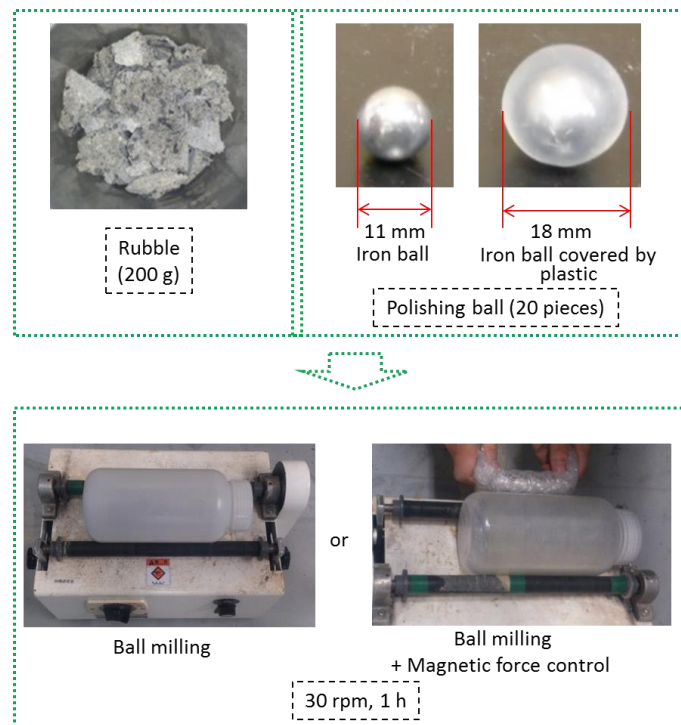 Rubble
(200 g)
11 mm
Iron ball
18 mm
Iron ball covered by
plastic
Polishing ball (20 pieces)
or
Ball milling
Ball milling
+ Magnetic force control
30 rpm, 1 h